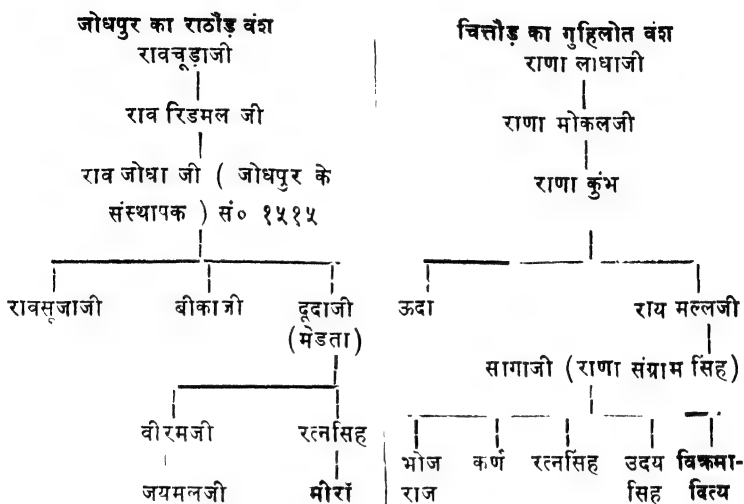 जोधपुर का राठौड़ वंश
रावचूड़ाजी
राव रिडमल जी
राव जोधा जी ( जोधपुर के
संस्थापक ) सं० १५१५
रावसूजाजी बीकाजी दूदाजी
(मेडता)
वीरमजी रत्नसिंह
जयमलजी मीराँ
चित्तौड़ का गुहिलोत वंश
राणा लाधाजी
राणा मोकलजी
राणा कुंभ
ऊदा राय मल्लजी
सागाजी (राणा संग्राम सिंह)
भोज कर्ण रत्नसिंह उदय विक्रमा-
राज सिंह दित्य